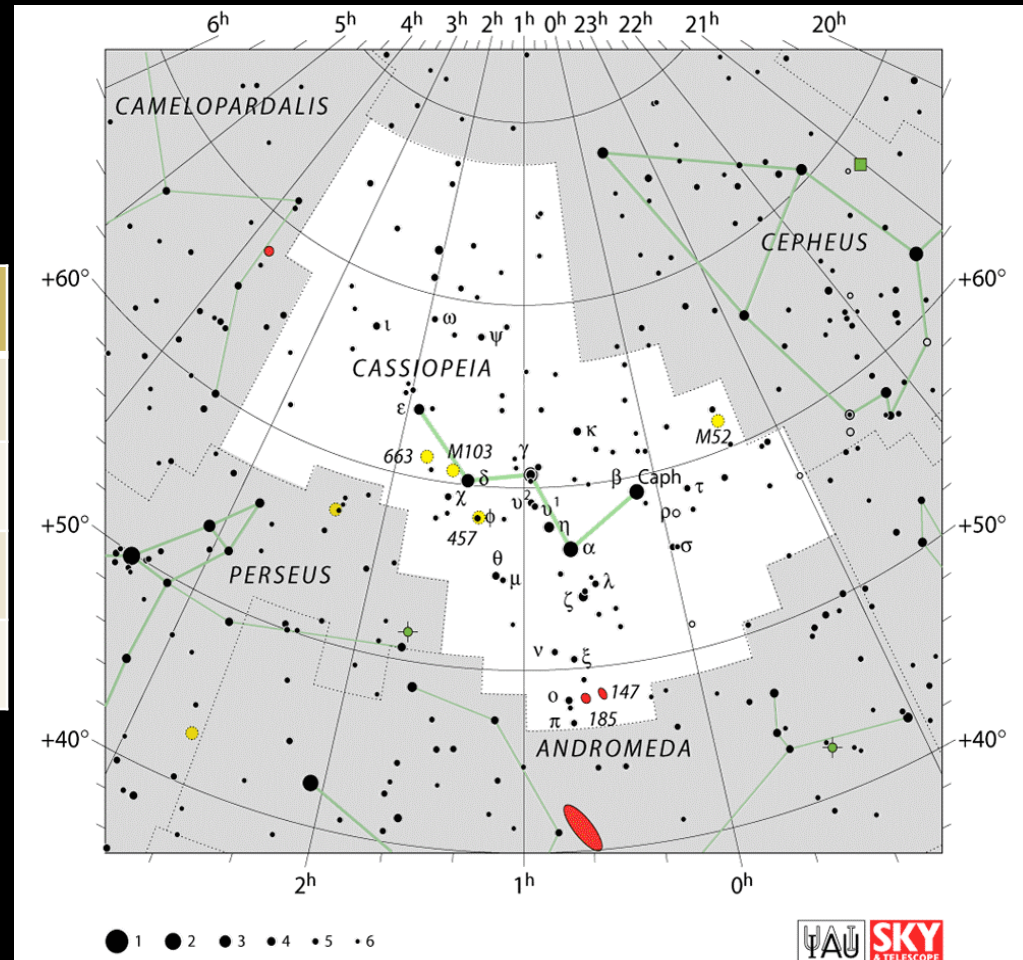 6h 5h 4h 3h 2h 1h 0h 23h 22h 21h 20h
CAMELOPARDALIS
CEPHEUS
+60° +60°
ι ω ψ
CASSIOPEIA
ε κ
M52
663 M103 γ
δ β Caph τ
χ υ2 υ1 ρ
ϕ η
457 α σ
+50° +50°
θ
PERSEUS μ λ
ζ
ν ξ
ο 147
π 185
+40° ANDROMEDA +40°
2h 1h 0h
1 2 3 4 5 6
IAU SKY
& TELESCOPE